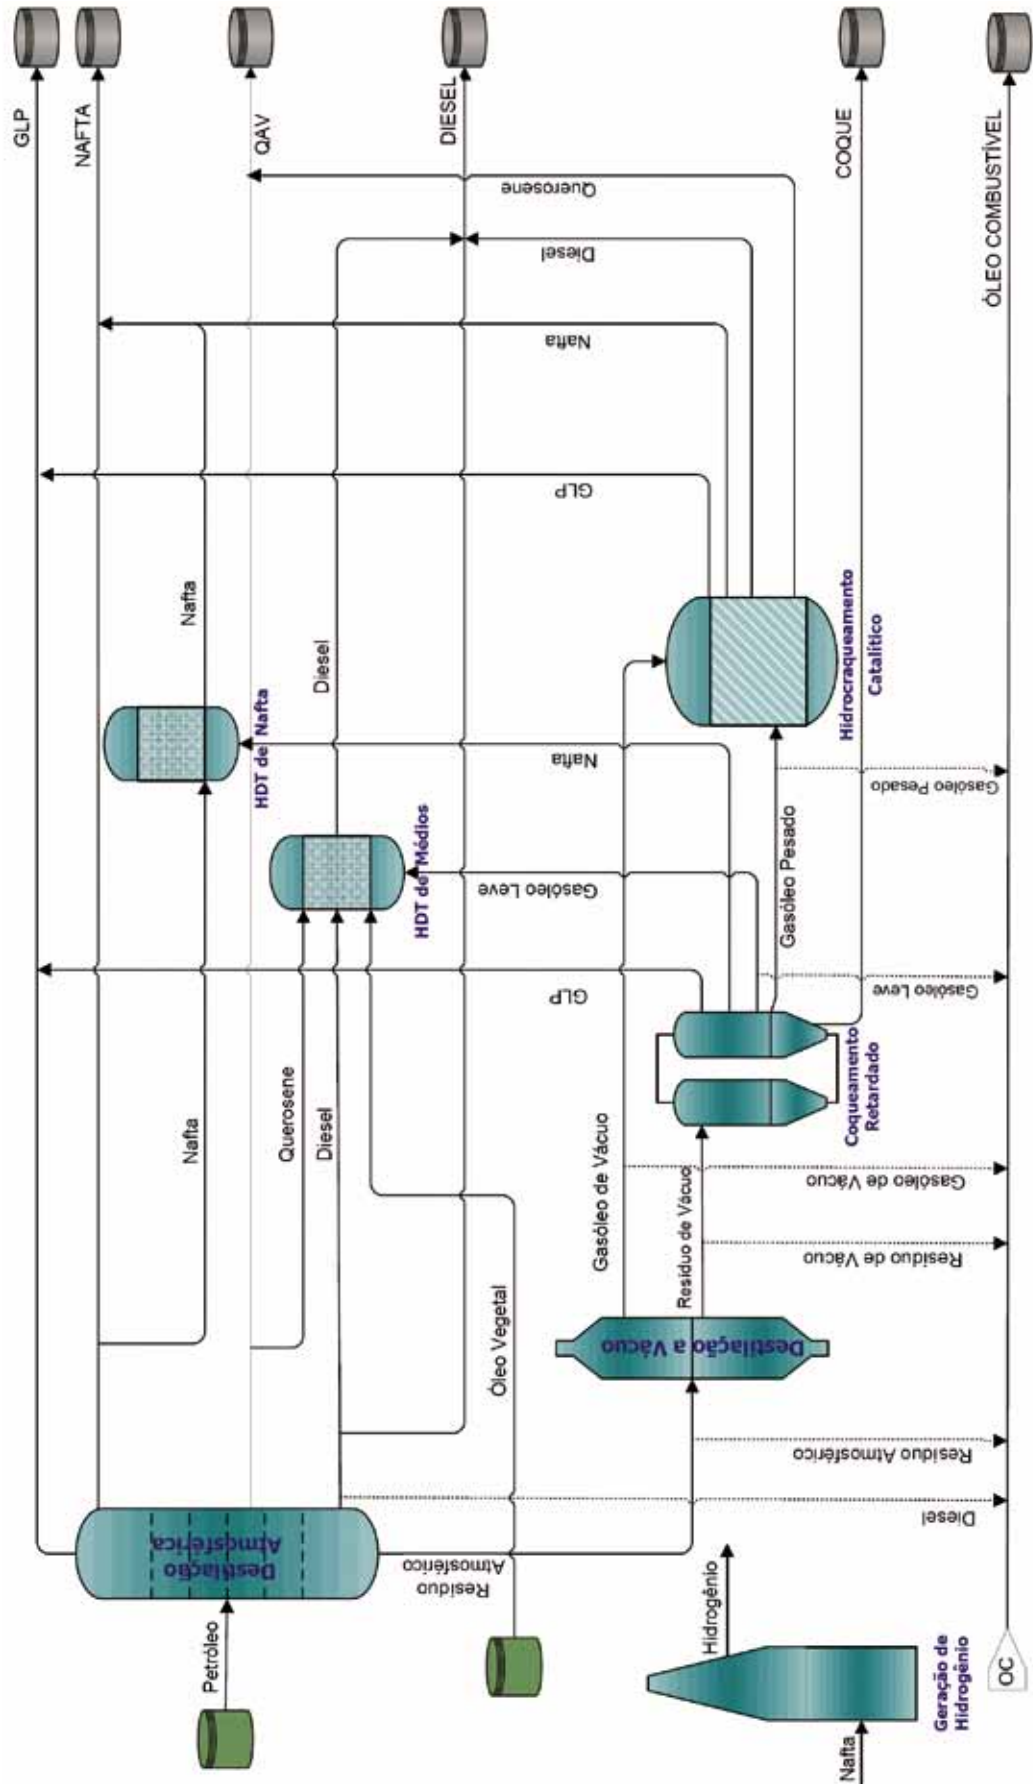 GLP
NAFTA
QAV
DIESEL
COQUE
ÓLEO COMBUSTÍVEL
Querosene
Diesel
Nafta
GLP
Nafta
Diesel
HDT de Nafta
HDT de Médios
Hidrocraqueamento
Catalítico
Nafta
Gasóleo Pesado
Gasóleo Leve
Gasóleo Pesado
GLP
Gasóleo Leve
Coqueamento
Retardado
Nafta
Querosene
Diesel
Gasóleo de Vácuo
Resíduo de Vácuo
Gasóleo de Vácuo
Resíduo de Vácuo
Óleo Vegetal
Destilação a Vácuo
Resíduo Atmosférico
Diesel
Destilação
Atmosférica
Resíduo
Atmosférico
Petróleo
Hidrogênio
Geração de
Hidrogênio
Nafta
OC